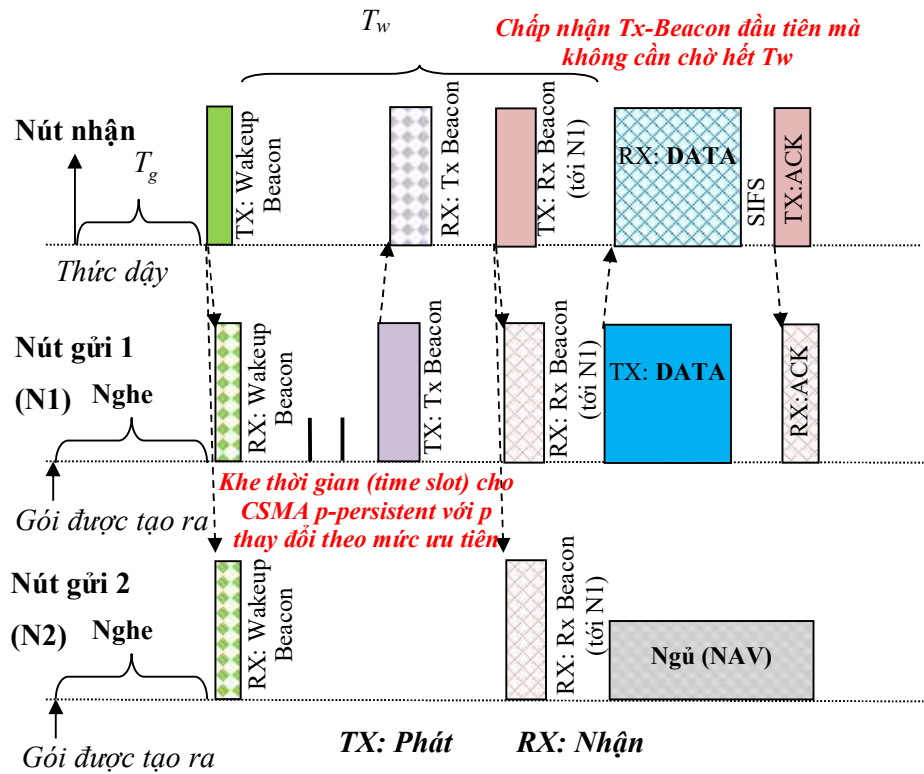 T_w
Chấp nhận Tx-Beacon đầu tiên mà
không cần chờ hết Tw
Nút nhận
T_g
Thức dậy
TX: Wakeup
Beacon
RX: Tx Beacon
TX: Rx Beacon
(tới N1)
RX: DATA
SIFS
TX:ACK
Nút gửi 1
(N1)
Nghe
Gói được tạo ra
RX: Wakeup
Beacon
TX: Tx Beacon
RX: Rx Beacon
(tới N1)
TX: DATA
RX:ACK
Khe thời gian (time slot) cho
CSMA p-persistent với p
thay đổi theo mức ưu tiên
Nút gửi 2
(N2)
Nghe
Gói được tạo ra
RX: Wakeup
Beacon
RX: Rx Beacon
(tới N1)
Ngủ (NAV)
TX: Phát
RX: Nhận